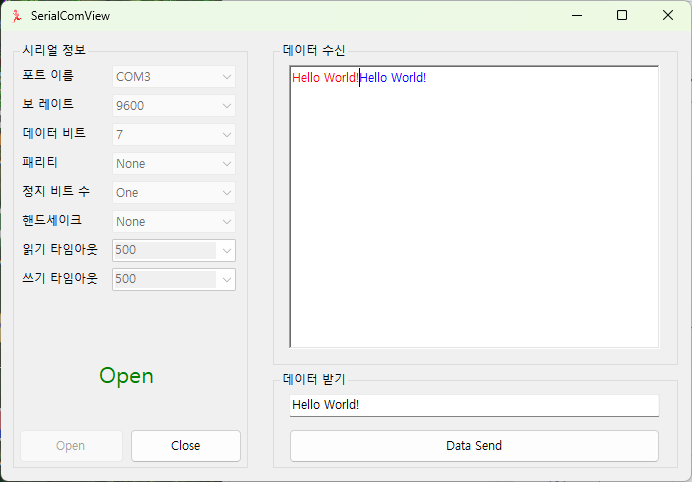 SerialComView
시리얼 정보
포트 이름 COM3
보 레이트 9600
데이터 비트 7
패리티 None
정지 비트 수 One
핸드세이크 None
읽기 타임아웃 500
쓰기 타임아웃 500
Open
Open Close
데이터 수신
Hello World!Hello World!
데이터 받기
Hello World!
Data Send